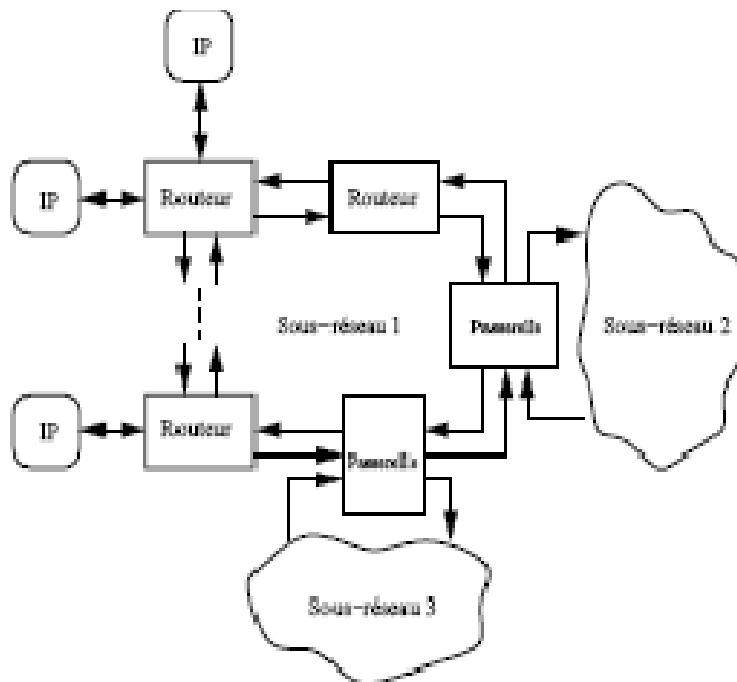 IP
IP
Routeur
Routeur
Sous-réseau 1
Passerelle
Sous-réseau 2
IP
Routeur
Passerelle
Sous-réseau 3